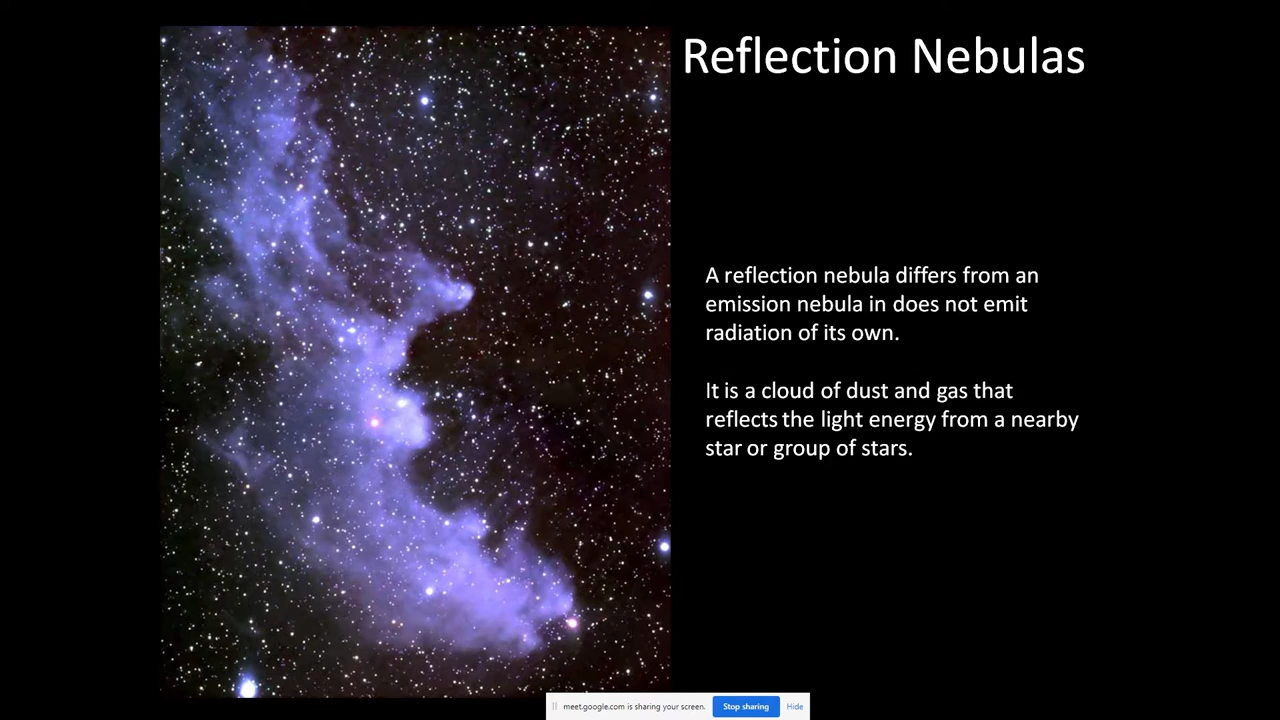 Reflection Nebulas
A reflection nebula differs from an
emission nebula in does not emit
radiation of its own.
It is a cloud of dust and gas that
reflects the light energy from a nearby
star or group of stars.
meet.google.com is sharing your screen.
Stop sharing
Hide